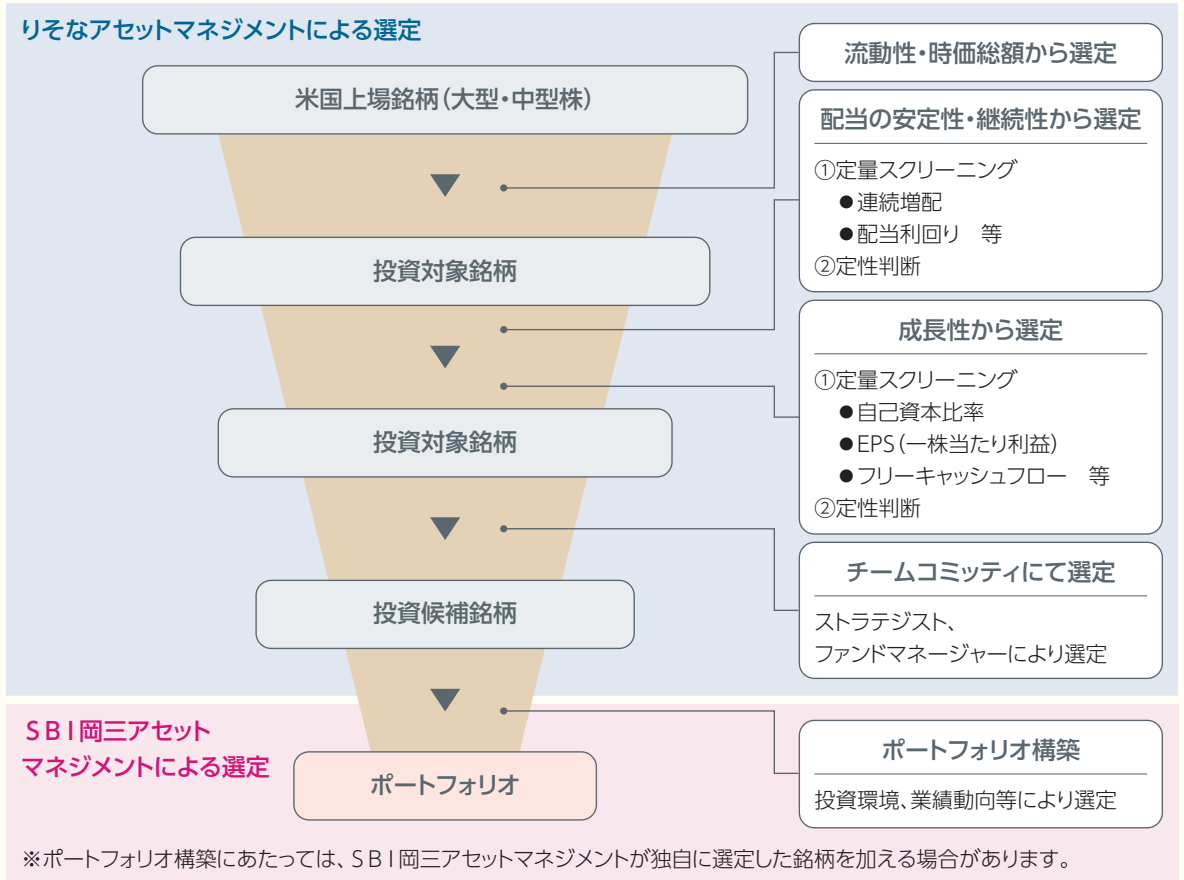 りそなアセットマネジメントによる選定
米国上場銘柄(大型・中型株)
投資対象銘柄
投資対象銘柄
投資候補銘柄
流動性・時価総額から選定
配当の安定性・継続性から選定
①定量スクリーニング
●連続増配
●配当利回り　等
②定性判断
成長性から選定
①定量スクリーニング
●自己資本比率
●EPS(一株当たり利益)
●フリーキャッシュフロー　等
②定性判断
チームコミッティにて選定
ストラテジスト、
ファンドマネージャーにより選定
ＳＢＩ岡三アセット
マネジメントによる選定
ポートフォリオ
ポートフォリオ構築
投資環境、業績動向等により選定
※ポートフォリオ構築にあたっては、ＳＢＩ岡三アセットマネジメントが独自に選定した銘柄を加える場合があります。